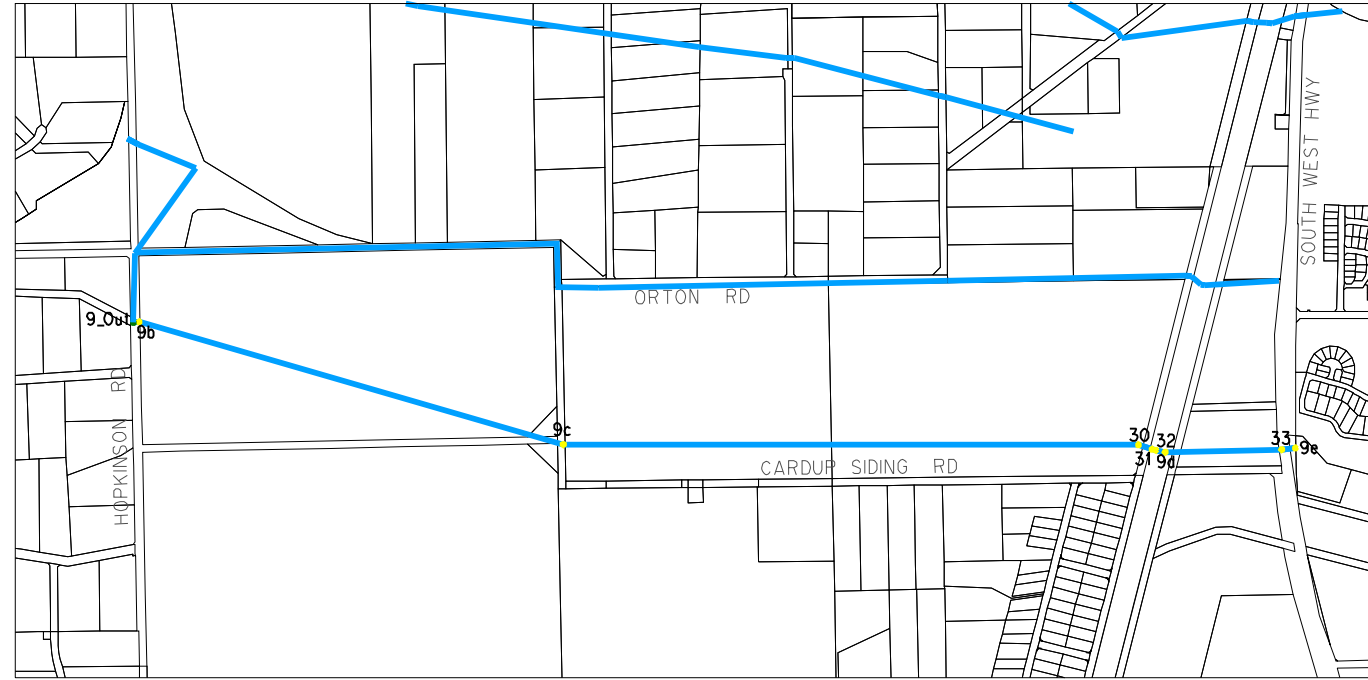 SOUTH WEST HWY
ORTON RD
9_Out
9b
HOPKINSON RD
9c
30
32
33
9e
31
9d
CARDUP SIDING RD